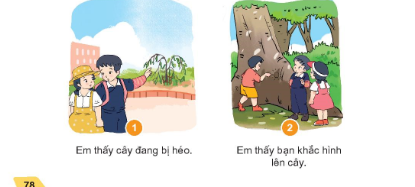 1
2
Em thấy cây đang bị héo.
Em thấy bạn khắc hình
lên cây.
78